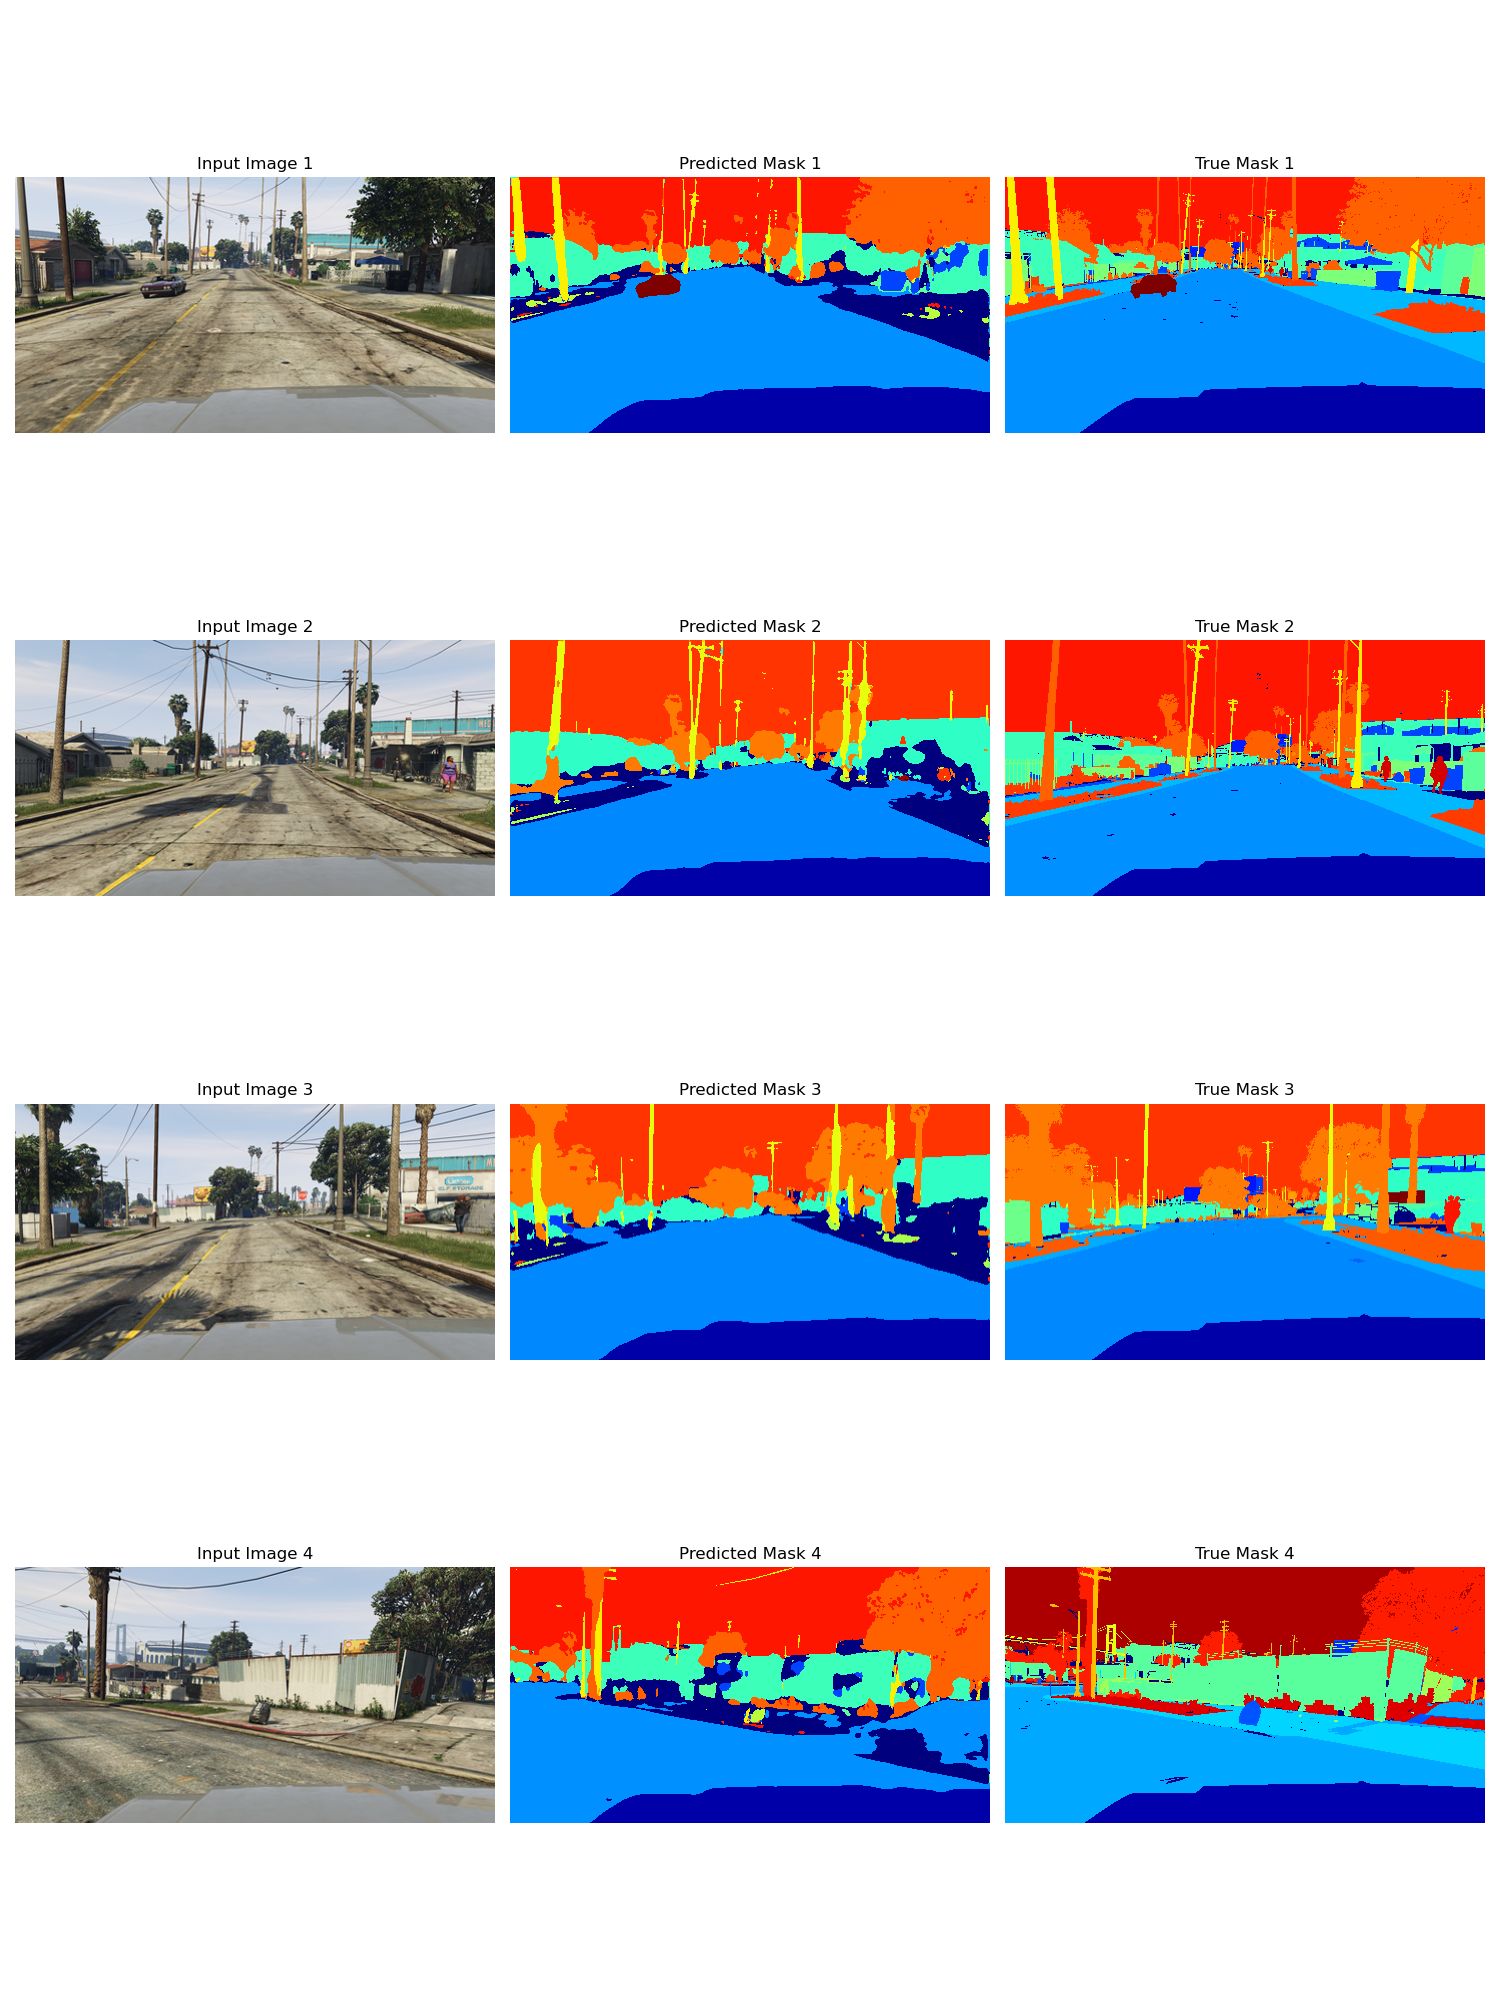 Input Image 1
Predicted Mask 1
True Mask 1
Input Image 2
Predicted Mask 2
True Mask 2
Input Image 3
Predicted Mask 3
True Mask 3
Input Image 4
Predicted Mask 4
True Mask 4